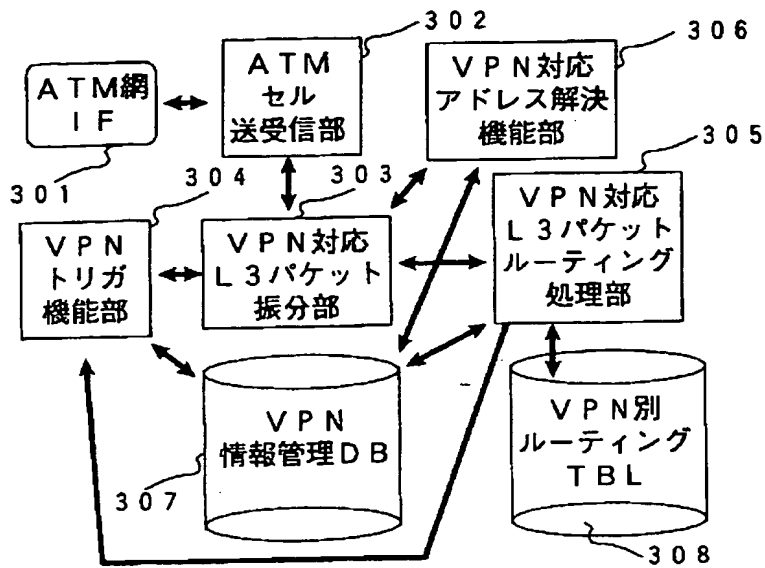 302
ATM
セル
送受信部
306
VPN対応
アドレス解決
機能部
ATM網
IF
301
304
303
305
VPN
トリガ
機能部
VPN対応
L3パケット
振分部
VPN対応
L3パケット
ルーティング
処理部
VPN
情報管理DB
307
VPN別
ルーティング
TBL
308